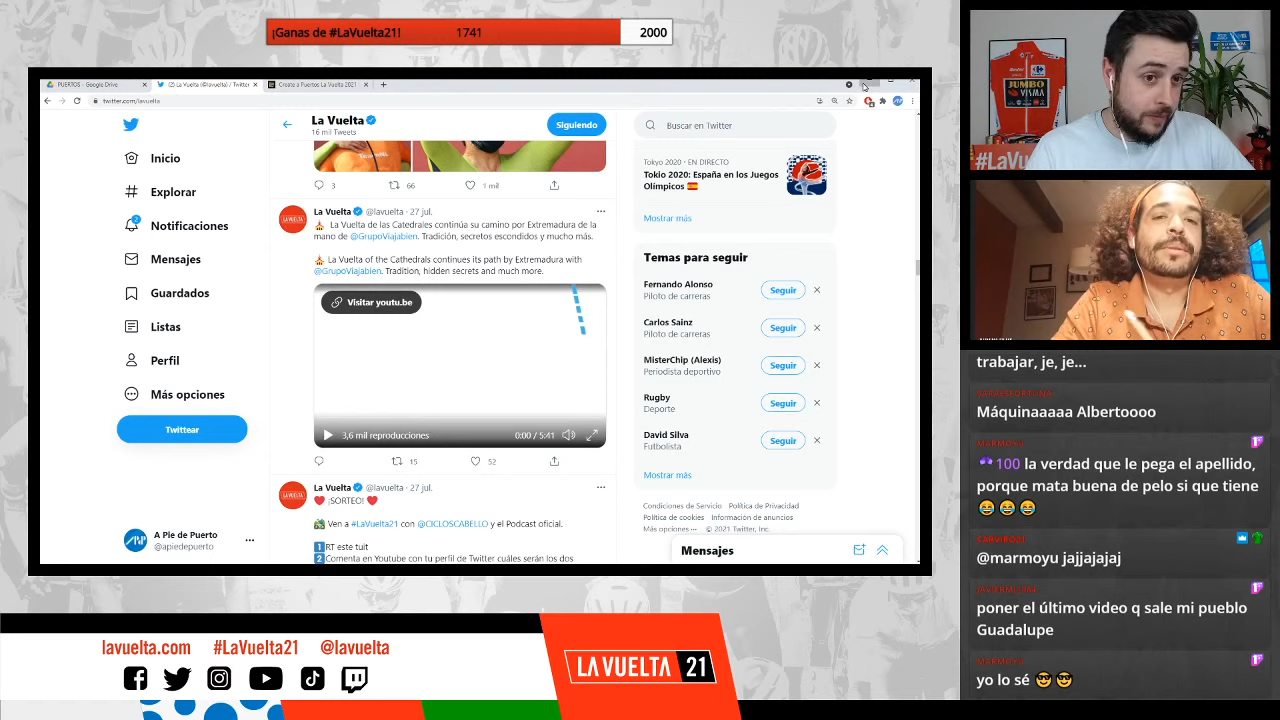 ¡Ganas de #LaVuelta21!
1741
2000
PUERTOS - Google Drive
(2) La Vuelta (@lavuelta) / Twitter
Create a Puertos La Vuelta 2021
twitter.com/lavuelta
Inicio
Explorar
2
Notificaciones
Mensajes
Guardados
Listas
Perfil
Más opciones
Twittear
A Pie de Puerto
@apiedepuerto
La Vuelta
16 mil Tweets
Siguiendo
3 66 1 mil
La Vuelta @lavuelta · 27 jul.
La Vuelta de las Catedrales continúa su camino por Extremadura de la
mano de @GrupoViajabien. Tradición, secretos escondidos y mucho más.
La Vuelta of the Cathedrals continues its path by Extremadura with
@GrupoViajabien. Tradition, hidden secrets and much more.
Visitar youtu.be
3,6 mil reproducciones
0:00 / 5:41
15 52
LA VUELTA
La Vuelta @lavuelta · 27 jul.
❤️ ¡SORTEO! ❤️
Ven a #LaVuelta21 con @CICLOSCABELLO y el Podcast oficial.
1 RT este tuit
2 Comenta en Youtube con tu perfil de Twitter cuáles serán los dos
Buscar en Twitter
Tokyo 2020 · EN DIRECTO
Tokio 2020: España en los Juegos
Olímpicos 🇪🇸
Mostrar más
Temas para seguir
Fernando Alonso
Piloto de carreras
Seguir
Carlos Sainz
Piloto de carreras
Seguir
MisterChip (Alexis)
Periodista deportivo
Seguir
Rugby
Deporte
Seguir
David Silva
Futbolista
Seguir
Mostrar más
Condiciones de Servicio Política de Privacidad
Política de cookies Información de anuncios
Más opciones ··· © 2021 Twitter, Inc.
Mensajes
JUMBO
VISMA
#LaVu
trabajar, je, je...
Máquinaaaaa Albertoooo
MARMOYU
100 la verdad que le pega el apellido,
porque mata buena de pelo si que tiene
😂 😂 😂
@marmoyu jajjajajaj
poner el último video q sale mi pueblo
Guadalupe
MARMOYU
yo lo sé 😎 😎
lavuelta.com #LaVuelta21 @lavuelta
LA VUELTA 21